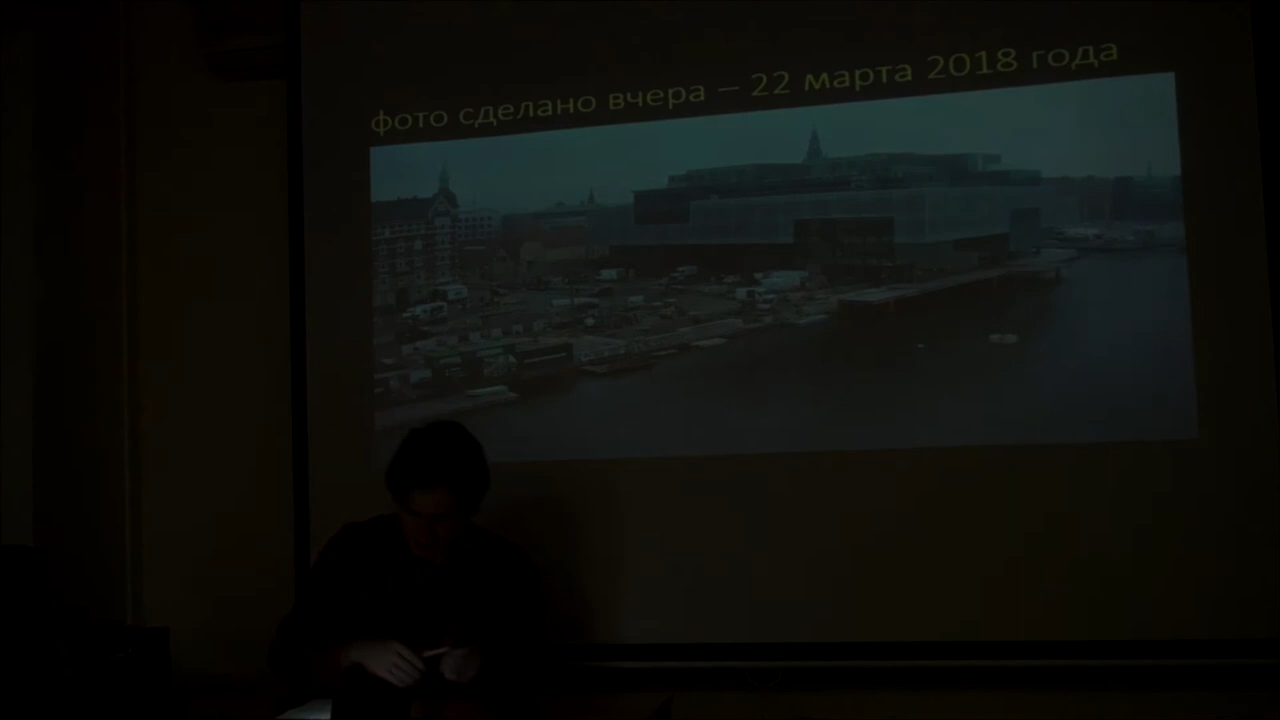 фото сделано вчера – 22 марта 2018 года